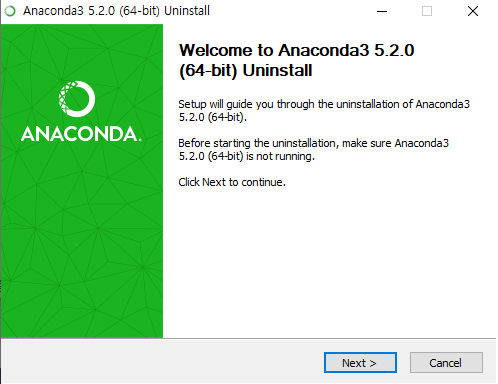 Anaconda3 5.2.0 (64-bit) Uninstall
Welcome to Anaconda3 5.2.0
(64-bit) Uninstall
Setup will guide you through the uninstallation of Anaconda3
5.2.0 (64-bit).
Before starting the uninstallation, make sure Anaconda3
5.2.0 (64-bit) is not running.
Click Next to continue.
ANACONDA.
Next >
Cancel